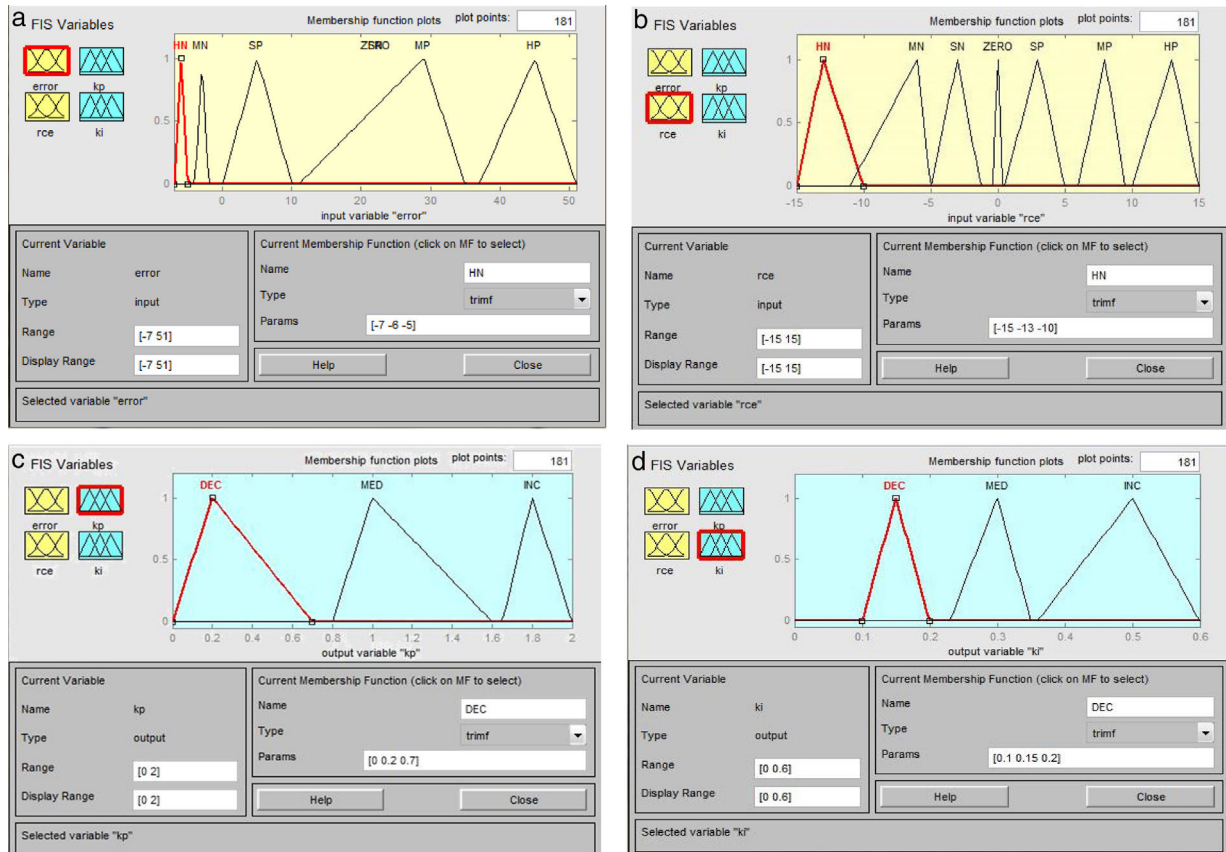 a
FIS Variables
Membership function plots plot points: 181
HN MN SP MP HP
error kp
rce ki
1
0.5
0
0 10 20 30 40 50
input variable "error"
Current Variable
Name error
Type input
Range [-7 51]
Display Range [-7 51]
Current Membership Function (click on MF to select)
Name HN
Type trimf
Params [-7 -6 -5]
Help Close
Selected variable "error"
b
FIS Variables
Membership function plots plot points: 181
HN MN SN ZERO SP MP HP
error kp
rce ki
1
0.5
0
-15 -10 -5 0 5 10 15
input variable "rce"
Current Variable
Name rce
Type input
Range [-15 15]
Display Range [-15 15]
Current Membership Function (click on MF to select)
Name HN
Type trimf
Params [-15 -13 -10]
Help Close
Selected variable "rce"
c
FIS Variables
Membership function plots plot points: 181
DEC MED INC
error kp
rce ki
1
0.5
0
0 0.2 0.4 0.6 0.8 1 1.2 1.4 1.6 1.8 2
output variable "kp"
Current Variable
Name kp
Type output
Range [0 2]
Display Range [0 2]
Current Membership Function (click on MF to select)
Name DEC
Type trimf
Params [0 0.2 0.7]
Help Close
Selected variable "kp"
d
FIS Variables
Membership function plots plot points: 181
DEC MED INC
error kp
rce ki
1
0.5
0
0 0.1 0.2 0.3 0.4 0.5 0.6
output variable "ki"
Current Variable
Name ki
Type output
Range [0 0.6]
Display Range [0 0.6]
Current Membership Function (click on MF to select)
Name DEC
Type trimf
Params [0.1 0.15 0.2]
Help Close
Selected variable "ki"